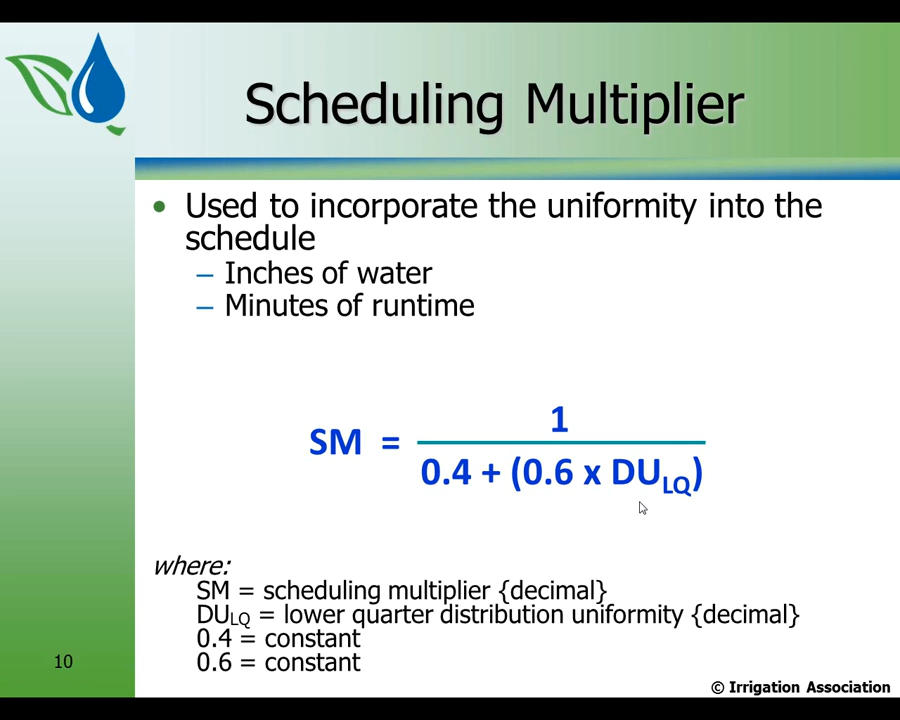 Scheduling Multiplier
• Used to incorporate the uniformity into the
schedule
– Inches of water
– Minutes of runtime
SM = 1 / 0.4 + (0.6 x DU_LQ)
where:
SM = scheduling multiplier {decimal}
DU_LQ = lower quarter distribution uniformity {decimal}
0.4 = constant
0.6 = constant
10
© Irrigation Association